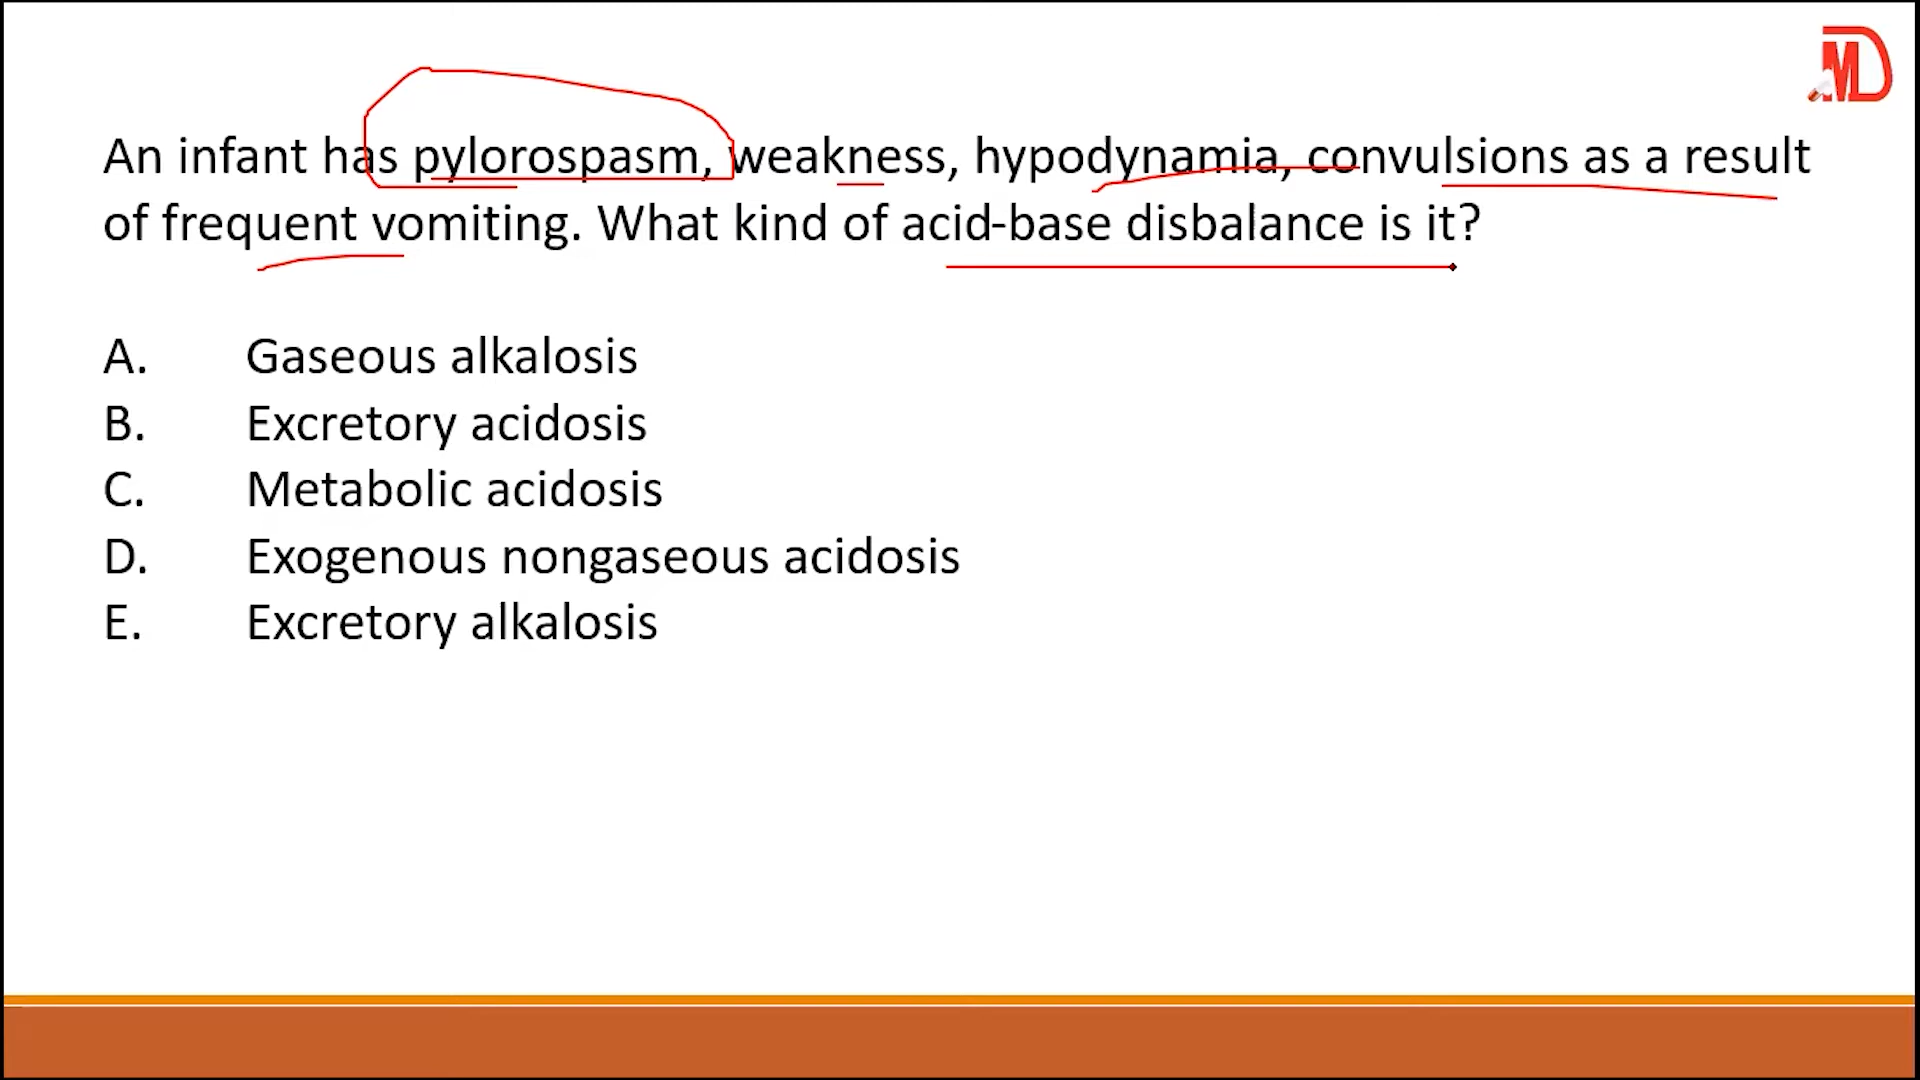 MD
An infant has pylorospasm, weakness, hypodynamia, convulsions as a result
of frequent vomiting. What kind of acid-base disbalance is it?
A. Gaseous alkalosis
B. Excretory acidosis
C. Metabolic acidosis
D. Exogenous nongaseous acidosis
E. Excretory alkalosis